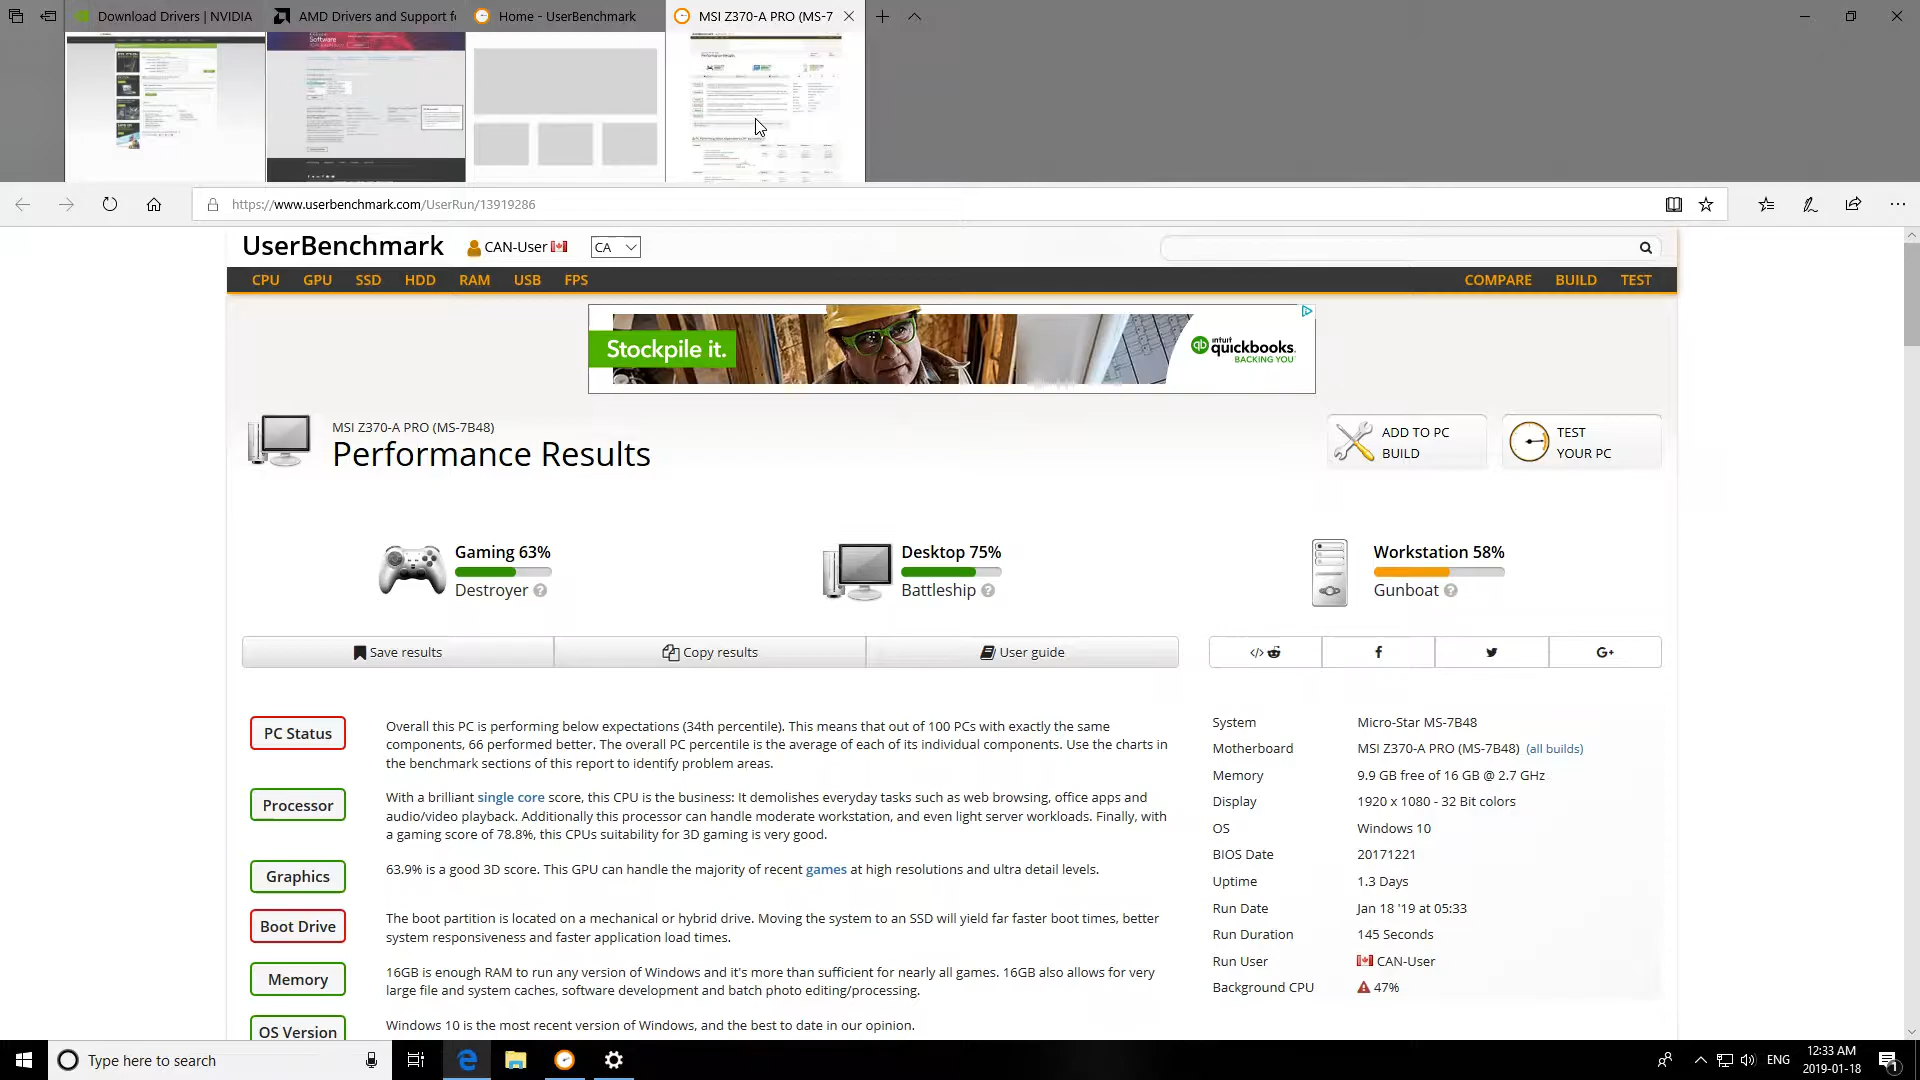 Download Drivers | NVIDIA
AMD Drivers and Support f
Home - UserBenchmark
MSI Z370-A PRO (MS-7
https://www.userbenchmark.com/UserRun/13919286
UserBenchmark
CAN-User
CA
CPU GPU SSD HDD RAM USB FPS
COMPARE BUILD TEST
Stockpile it.
intuit
quickbooks.
BACKING YOU
MSI Z370-A PRO (MS-7B48)
Performance Results
ADD TO PC
BUILD
TEST
YOUR PC
Gaming 63%
Destroyer ?
Desktop 75%
Battleship ?
Workstation 58%
Gunboat ?
Save results
Copy results
User guide
</>
f
G+
PC Status
Overall this PC is performing below expectations (34th percentile). This means that out of 100 PCs with exactly the same
components, 66 performed better. The overall PC percentile is the average of each of its individual components. Use the charts in
the benchmark sections of this report to identify problem areas.
Processor
With a brilliant single core score, this CPU is the business: It demolishes everyday tasks such as web browsing, office apps and
audio/video playback. Additionally this processor can handle moderate workstation, and even light server workloads. Finally, with
a gaming score of 78.8%, this CPUs suitability for 3D gaming is very good.
Graphics
63.9% is a good 3D score. This GPU can handle the majority of recent games at high resolutions and ultra detail levels.
Boot Drive
The boot partition is located on a mechanical or hybrid drive. Moving the system to an SSD will yield far faster boot times, better
system responsiveness and faster application load times.
Memory
16GB is enough RAM to run any version of Windows and it's more than sufficient for nearly all games. 16GB also allows for very
large file and system caches, software development and batch photo editing/processing.
OS Version
Windows 10 is the most recent version of Windows, and the best to date in our opinion.
System Micro-Star MS-7B48
Motherboard MSI Z370-A PRO (MS-7B48) (all builds)
Memory 9.9 GB free of 16 GB @ 2.7 GHz
Display 1920 x 1080 - 32 Bit colors
OS Windows 10
BIOS Date 20171221
Uptime 1.3 Days
Run Date Jan 18 '19 at 05:33
Run Duration 145 Seconds
Run User CAN-User
Background CPU 47%
Type here to search
ENG
12:33 AM
2019-01-18
1